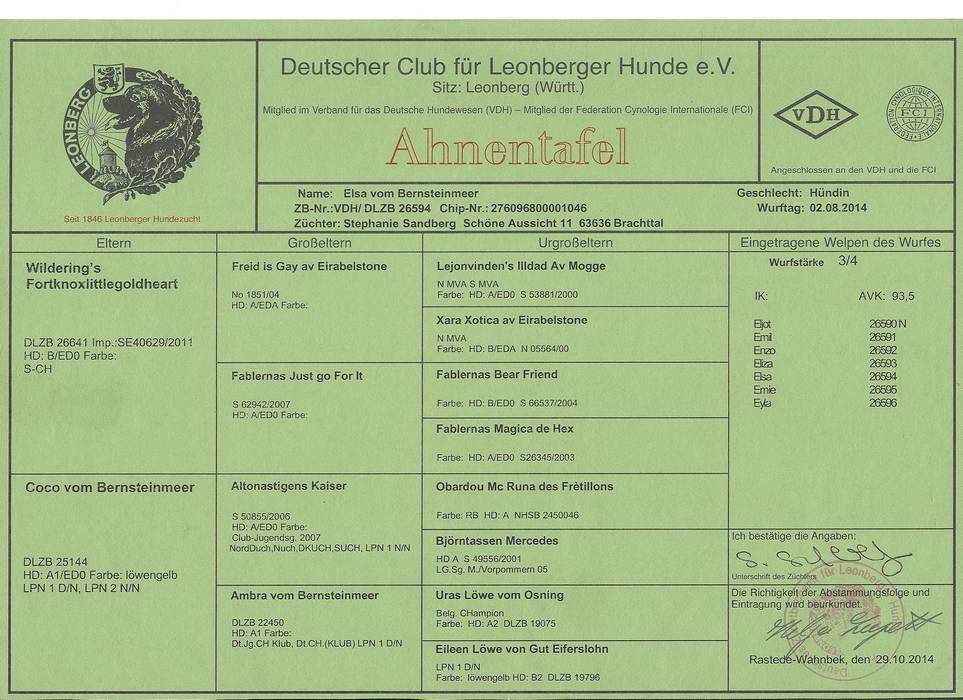 LEONBERG
Seit 1846 Leonberger Hundezucht
Deutscher Club für Leonberger Hunde e.V.
Sitz: Leonberg (Württ.)
Mitglied im Verband für das Deutsche Hundewesen (VDH) – Mitglied der Federation Cynologie Internationale (FCI)
Ahnentafel
VDH
FEDERATION CYNOLOGIQUE INTERNATIONALE
FCI
Angeschlossen an den VDH und die FCI
Name: Elsa vom Bernsteinmeer
ZB-Nr.:VDH/ DLZB 26594 Chip-Nr.: 276096800001046
Züchter: Stephanie Sandberg Schöne Aussicht 11 63636 Brachttal
Geschlecht: Hündin
Wurftag: 02.08.2014
Eltern
Großeltern
Urgroßeltern
Eingetragene Welpen des Wurfes
Wildering's
Fortknoxlittlegoldheart
DLZB 26641 Imp.:SE40629/2011
HD: B/ED0 Farbe:
S-CH
Coco vom Bernsteinmeer
DLZB 25144
HD: A1/ED0 Farbe: löwengelb
LPN 1 D/N, LPN 2 N/N
Freid is Gay av Eirabelstone
No 1851/04
HD: A/EDA Farbe:
Fablernas Just go For It
S 62942/2007
HD: A/ED0 Farbe:
Altonastigens Kaiser
S 50855/2006
HD: A/ED0 Farbe:
Club-Jugendsg. 2007
NordDuch,Nuch,DKUCH,SUCH, LPN 1 N/N
Ambra vom Bernsteinmeer
DLZB 22450
HD: A1 Farbe:
Dt.Jg.CH Klub, Dt.CH.(KLUB) LPN 1 D/N
Lejonvinden's Illdad Av Mogge
N MVA S MVA
Farbe: HD: A/ED0 S 53881/2000
Xara Xotica av Eirabelstone
N MVA
Farbe: HD: B/EDA N 05564/00
Fablernas Bear Friend
Farbe: HD: B/ED0 S 66537/2004
Fablernas Magica de Hex
Farbe: HD: A/ED0 S26345/2003
Obardou Mc Runa des Frètillons
Farbe: RB HD: A NHSB 2450046
Björntassen Mercedes
HD A S 49556/2001
LG.Sg. M./Vorpommern 05
Uras Löwe vom Osning
Belg. CHampion
Farbe: HD: A2 DLZB 19075
Eileen Löwe von Gut Eiferslohn
LPN 1 D/N
Farbe: löwengelb HD: B2 DLZB 19796
Wurfstärke 3/4
IK: AVK: 93,5
Eljot 26590 N
Emil 26591
Enzo 26592
Eliza 26593
Elsa 26594
Emie 26595
Eyla 26596
Ich bestätige die Angaben:
Unterschrift des Züchters
Die Richtigkeit der Abstammungsfolge und
Eintragung wird beurkundet.
Rastede-Wahnbek, den 29.10.2014